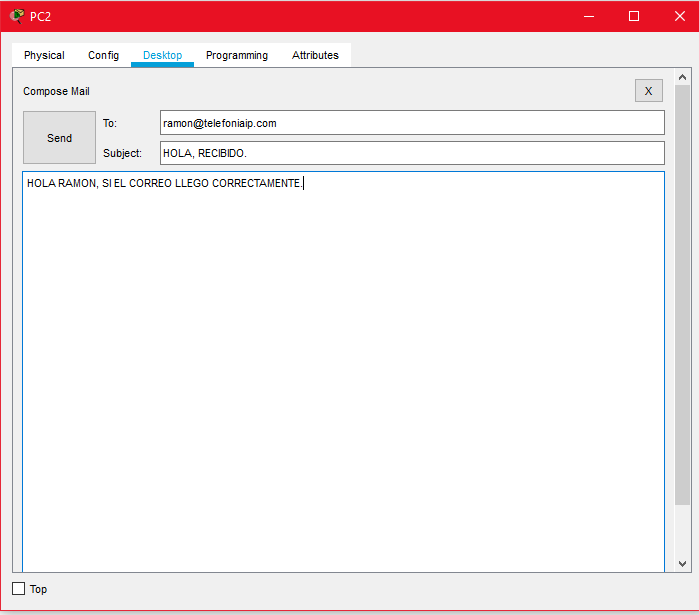 PC2
Physical Config Desktop Programming Attributes
Compose Mail
X
Send
To:
ramon@telefoniaip.com
Subject:
HOLA, RECIBIDO.
HOLA RAMON, SI EL CORREO LLEGO CORRECTAMENTE.
Top